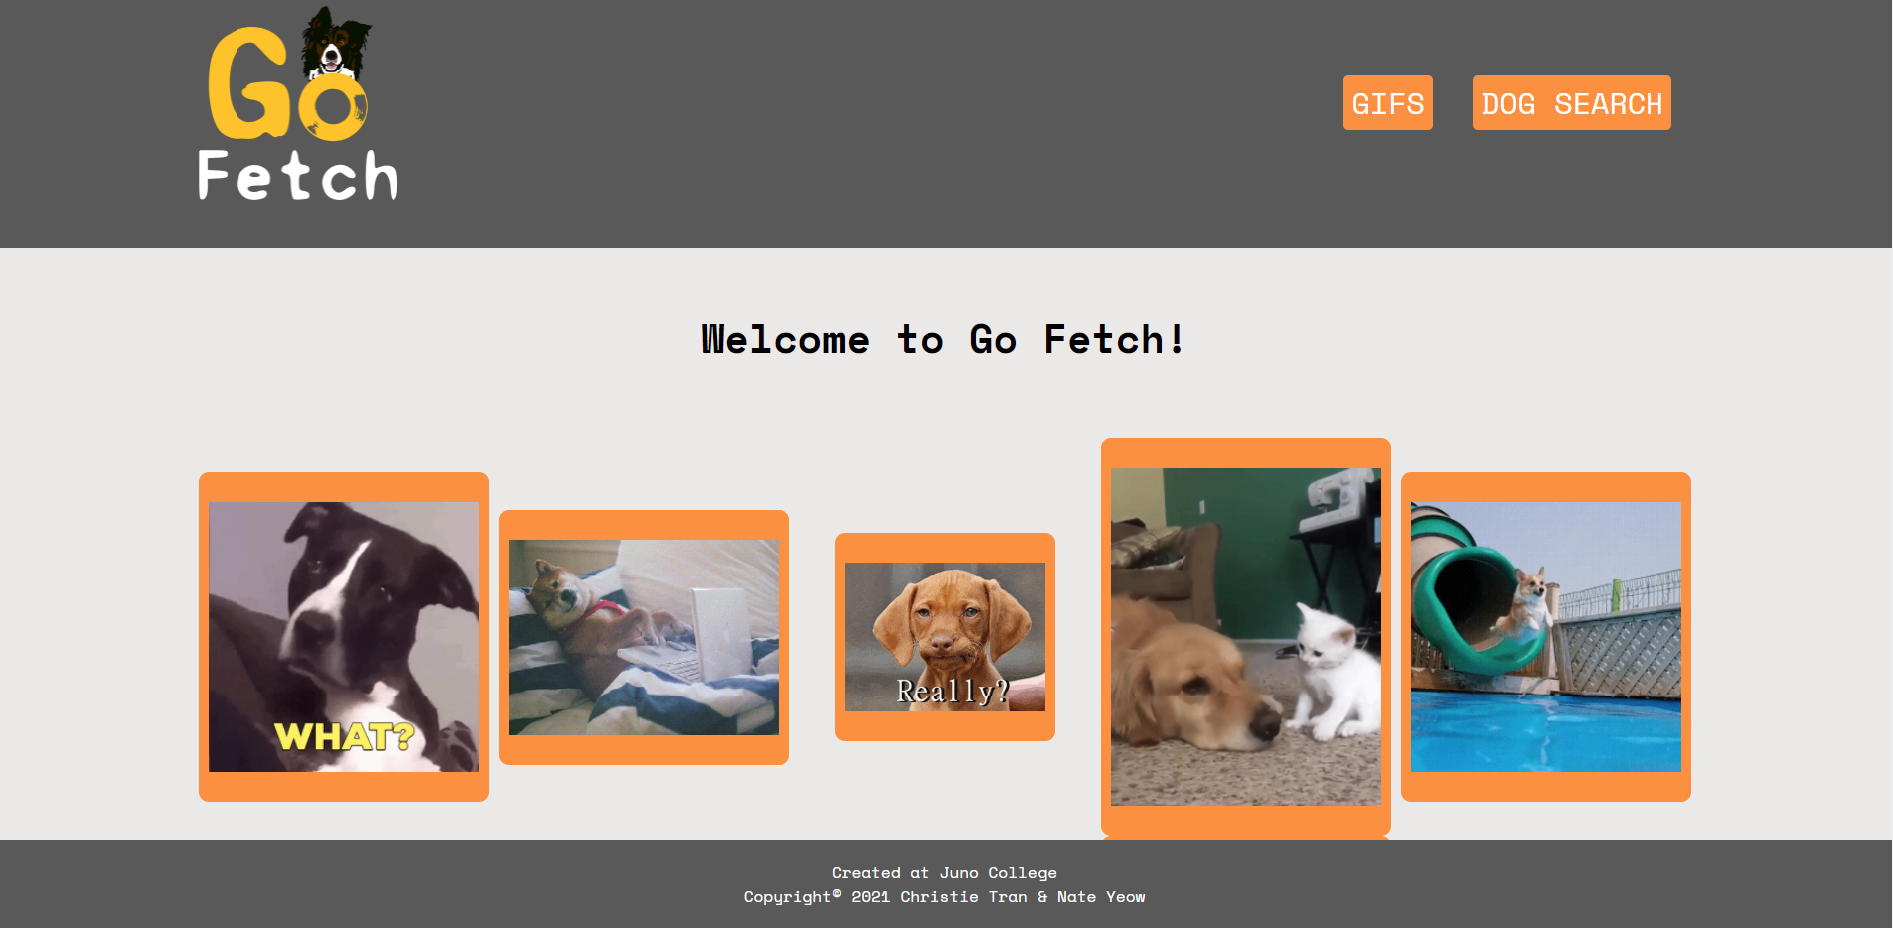 Go
Fetch
GIFS
DOG SEARCH
Welcome to Go Fetch!
WHAT?
Really?
Created at Juno College
Copyright© 2021 Christie Tran & Nate Yeow